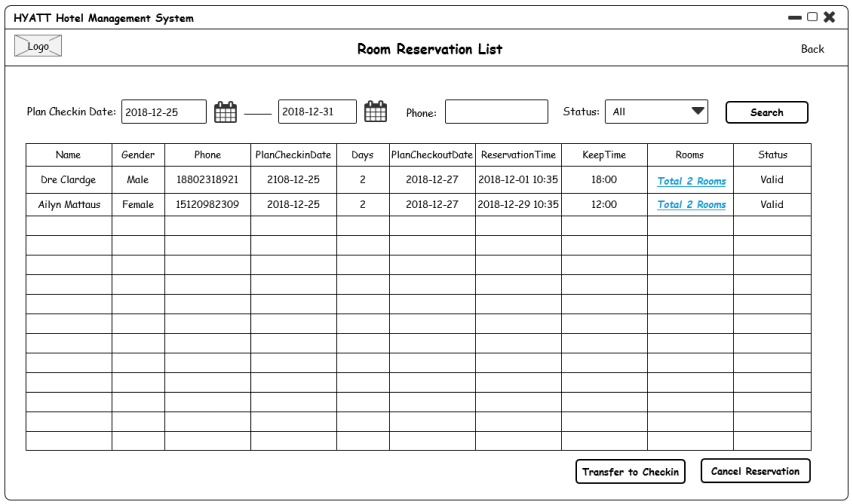 HYATT Hotel Management System
Logo Room Reservation List Back
Plan Checkin Date: 2018-12-25 2018-12-31 Phone: Status: All Search
Name Gender Phone PlanCheckinDate Days PlanCheckoutDate ReservationTime KeepTime Rooms Status
Dre Clardge Male 18802318921 2108-12-25 2 2018-12-27 2018-12-01 10:35 18:00 Total 2 Rooms Valid
Ailyn Mattaus Female 15120982309 2018-12-25 2 2018-12-27 2018-12-29 10:35 12:00 Total 2 Rooms Valid
Transfer to Checkin Cancel Reservation